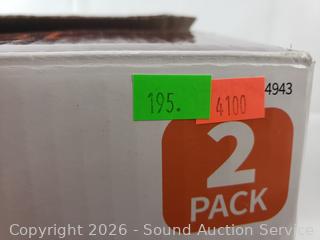 195. 4100 4943
2
PACK
Copyright 2026 - Sound Auction Service